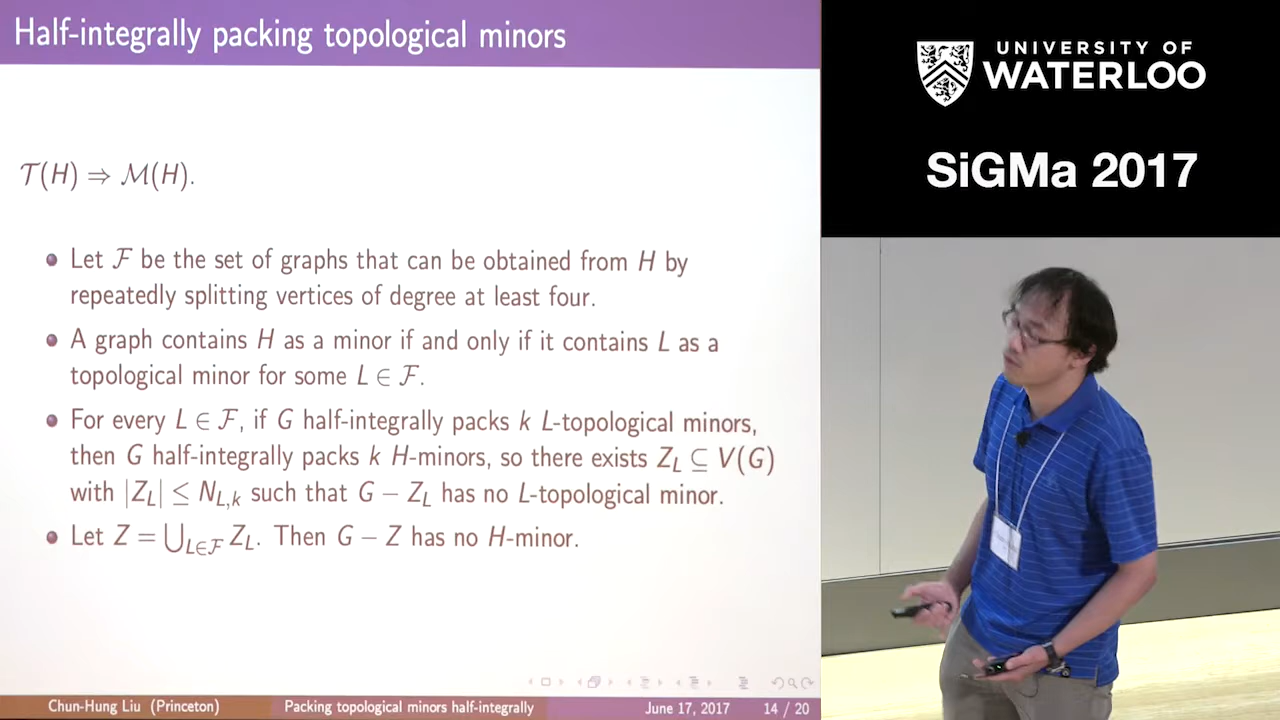 Half-integrally packing topological minors
𝒯(H) ⇒ ℳ(H).
Let ℱ be the set of graphs that can be obtained from H by
repeatedly splitting vertices of degree at least four.
A graph contains H as a minor if and only if it contains L as a
topological minor for some L ∈ ℱ.
For every L ∈ ℱ, if G half-integrally packs k L-topological minors,
then G half-integrally packs k H-minors, so there exists Z_L ⊆ V(G)
with |Z_L| ≤ N_{L,k} such that G − Z_L has no L-topological minor.
Let Z = ⋃_{L∈ℱ} Z_L. Then G − Z has no H-minor.
Chun-Hung Liu (Princeton) Packing topological minors half-integrally June 17, 2017 14 / 20
UNIVERSITY OF
WATERLOO
SiGMa 2017